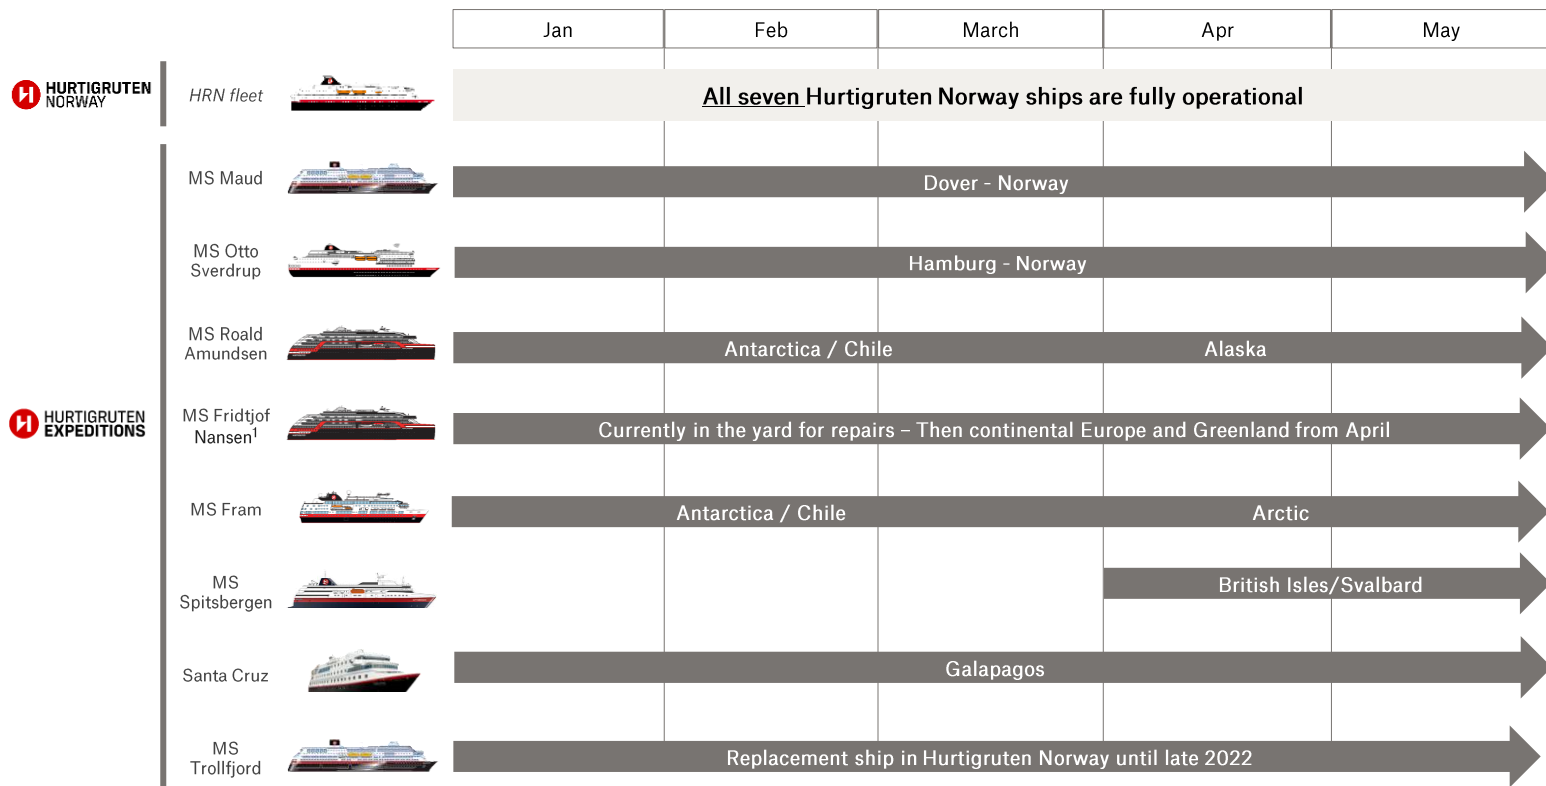 Jan
Feb
March
Apr
May
HURTIGRUTEN
NORWAY
HRN fleet
All seven Hurtigruten Norway ships are fully operational
MS Maud
Dover - Norway
MS Otto
Sverdrup
Hamburg - Norway
MS Roald
Amundsen
Antarctica / Chile
Alaska
HURTIGRUTEN
EXPEDITIONS
MS Fridtjof
Nansen¹
Currently in the yard for repairs – Then continental Europe and Greenland from April
MS Fram
Antarctica / Chile
Arctic
MS
Spitsbergen
British Isles/Svalbard
Santa Cruz
Galapagos
MS
Trollfjord
Replacement ship in Hurtigruten Norway until late 2022